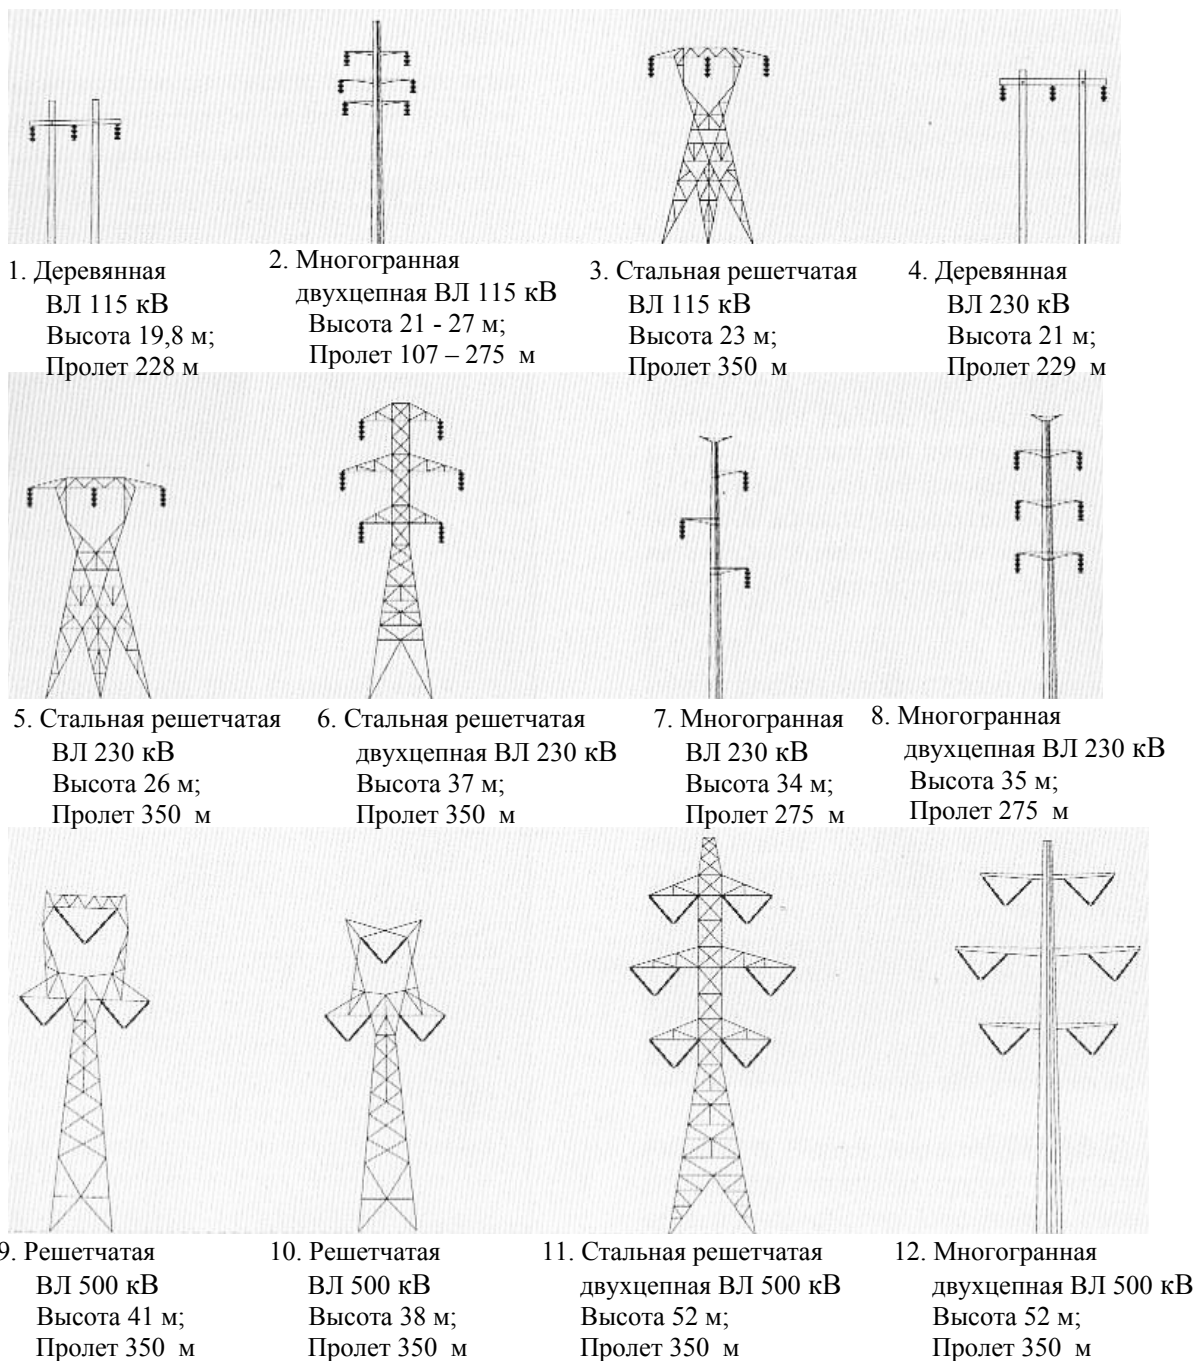 1. Деревянная
ВЛ 115 кВ
Высота 19,8 м;
Пролет 228 м
2. Многогранная
двухцепная ВЛ 115 кВ
Высота 21 - 27 м;
Пролет 107 – 275 м
3. Стальная решетчатая
ВЛ 115 кВ
Высота 23 м;
Пролет 350 м
4. Деревянная
ВЛ 230 кВ
Высота 21 м;
Пролет 229 м
5. Стальная решетчатая
ВЛ 230 кВ
Высота 26 м;
Пролет 350 м
6. Стальная решетчатая
двухцепная ВЛ 230 кВ
Высота 37 м;
Пролет 350 м
7. Многогранная
ВЛ 230 кВ
Высота 34 м;
Пролет 275 м
8. Многогранная
двухцепная ВЛ 230 кВ
Высота 35 м;
Пролет 275 м
9. Решетчатая
ВЛ 500 кВ
Высота 41 м;
Пролет 350 м
10. Решетчатая
ВЛ 500 кВ
Высота 38 м;
Пролет 350 м
11. Стальная решетчатая
двухцепная ВЛ 500 кВ
Высота 52 м;
Пролет 350 м
12. Многогранная
двухцепная ВЛ 500 кВ
Высота 52 м;
Пролет 350 м